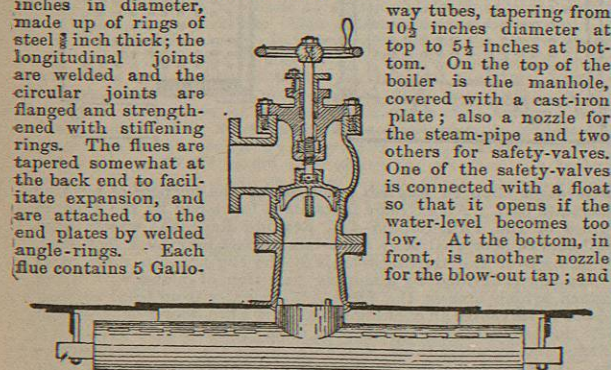 inches in diameter,
made up of rings of
steel ⅜ inch thick; the
longitudinal joints
are welded and the
circular joints are
flanged and strength-
ened with stiffening
rings. The flues are
tapered somewhat at
the back end to facil-
itate expansion, and
are attached to the
end plates by welded
angle-rings. Each
flue contains 5 Gallo-
way tubes, tapering from
10½ inches diameter at
top to 5½ inches at bot-
tom. On the top of the
boiler is the manhole,
covered with a cast-iron
plate; also a nozzle for
the steam-pipe and two
others for safety-valves.
One of the safety-valves
is connected with a float
so that it opens if the
water-level becomes too
low. At the bottom, in
front, is another nozzle
for the blow-out tap; and